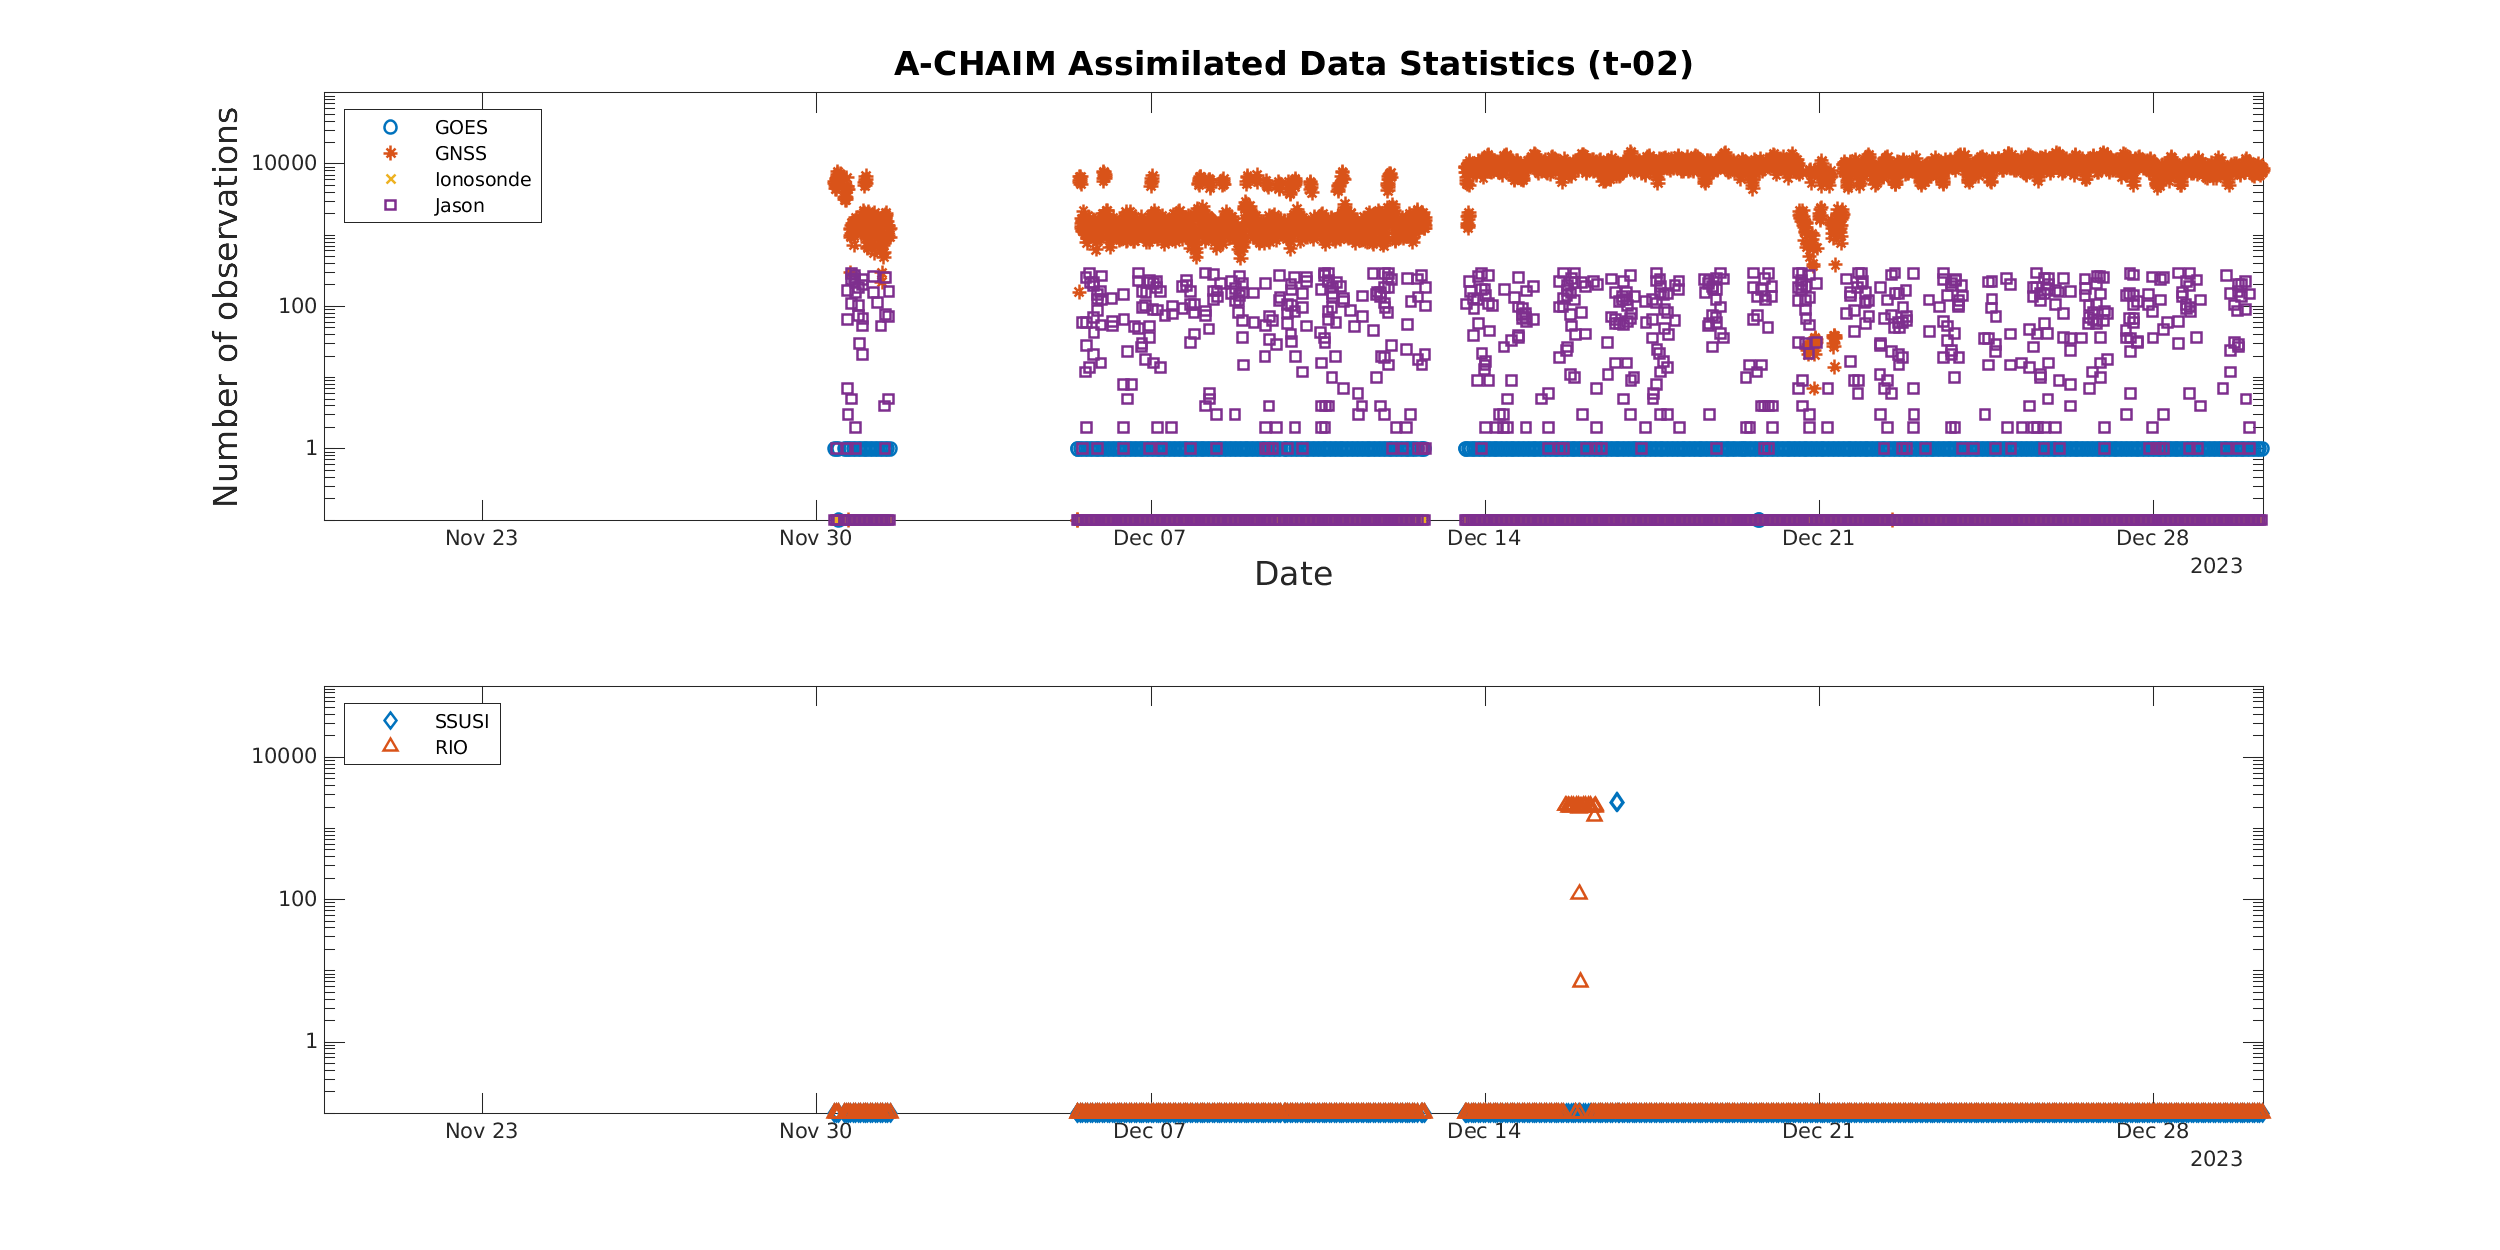 A-CHAIM Assimilated Data Statistics (t-02)
GOES
GNSS
Ionosonde
Jason
10000
100
1
Number of observations
Nov 23
Nov 30
Dec 07
Dec 14
Dec 21
Dec 28
2023
Date
SSUSI
RIO
10000
100
1
Nov 23
Nov 30
Dec 07
Dec 14
Dec 21
Dec 28
2023